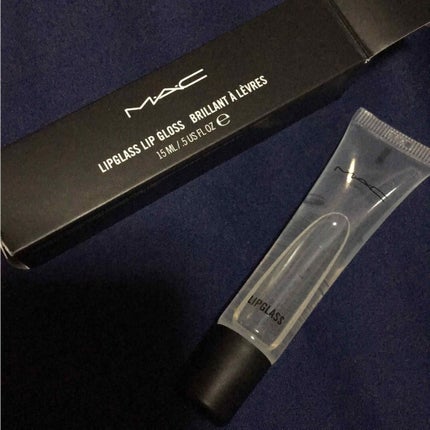 MAC
LIPGLASS LIP GLOSS BRILLANT À LÈVRES
15 ML/.5 US FL OZ ℮
MAC
LIPGLASS